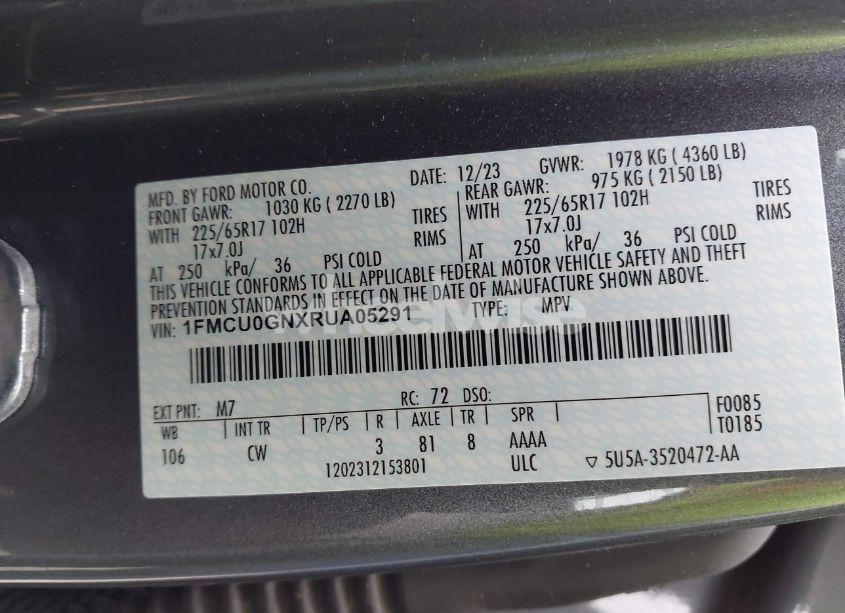 MFD. BY FORD MOTOR CO. DATE: 12/23 GVWR: 1978 KG ( 4360 LB)
FRONT GAWR: 1030 KG ( 2270 LB) REAR GAWR: 975 KG ( 2150 LB)
WITH 225/65R17 102H TIRES WITH 225/65R17 102H TIRES
17x7.0J RIMS 17x7.0J RIMS
AT 250 kPa/ 36 PSI COLD AT 250 kPa/ 36 PSI COLD
THIS VEHICLE CONFORMS TO ALL APPLICABLE FEDERAL MOTOR VEHICLE SAFETY AND THEFT
PREVENTION STANDARDS IN EFFECT ON THE DATE OF MANUFACTURE SHOWN ABOVE.
VIN: 1FMCU0GNXRUA05291 TYPE: MPV
EXT PNT: M7 RC: 72 DSO: F0085
WB INT TR TP/PS R AXLE TR SPR T0185
106 CW 3 81 8 AAAA
1202312153801 ULC ▽ 5U5A-3520472-AA